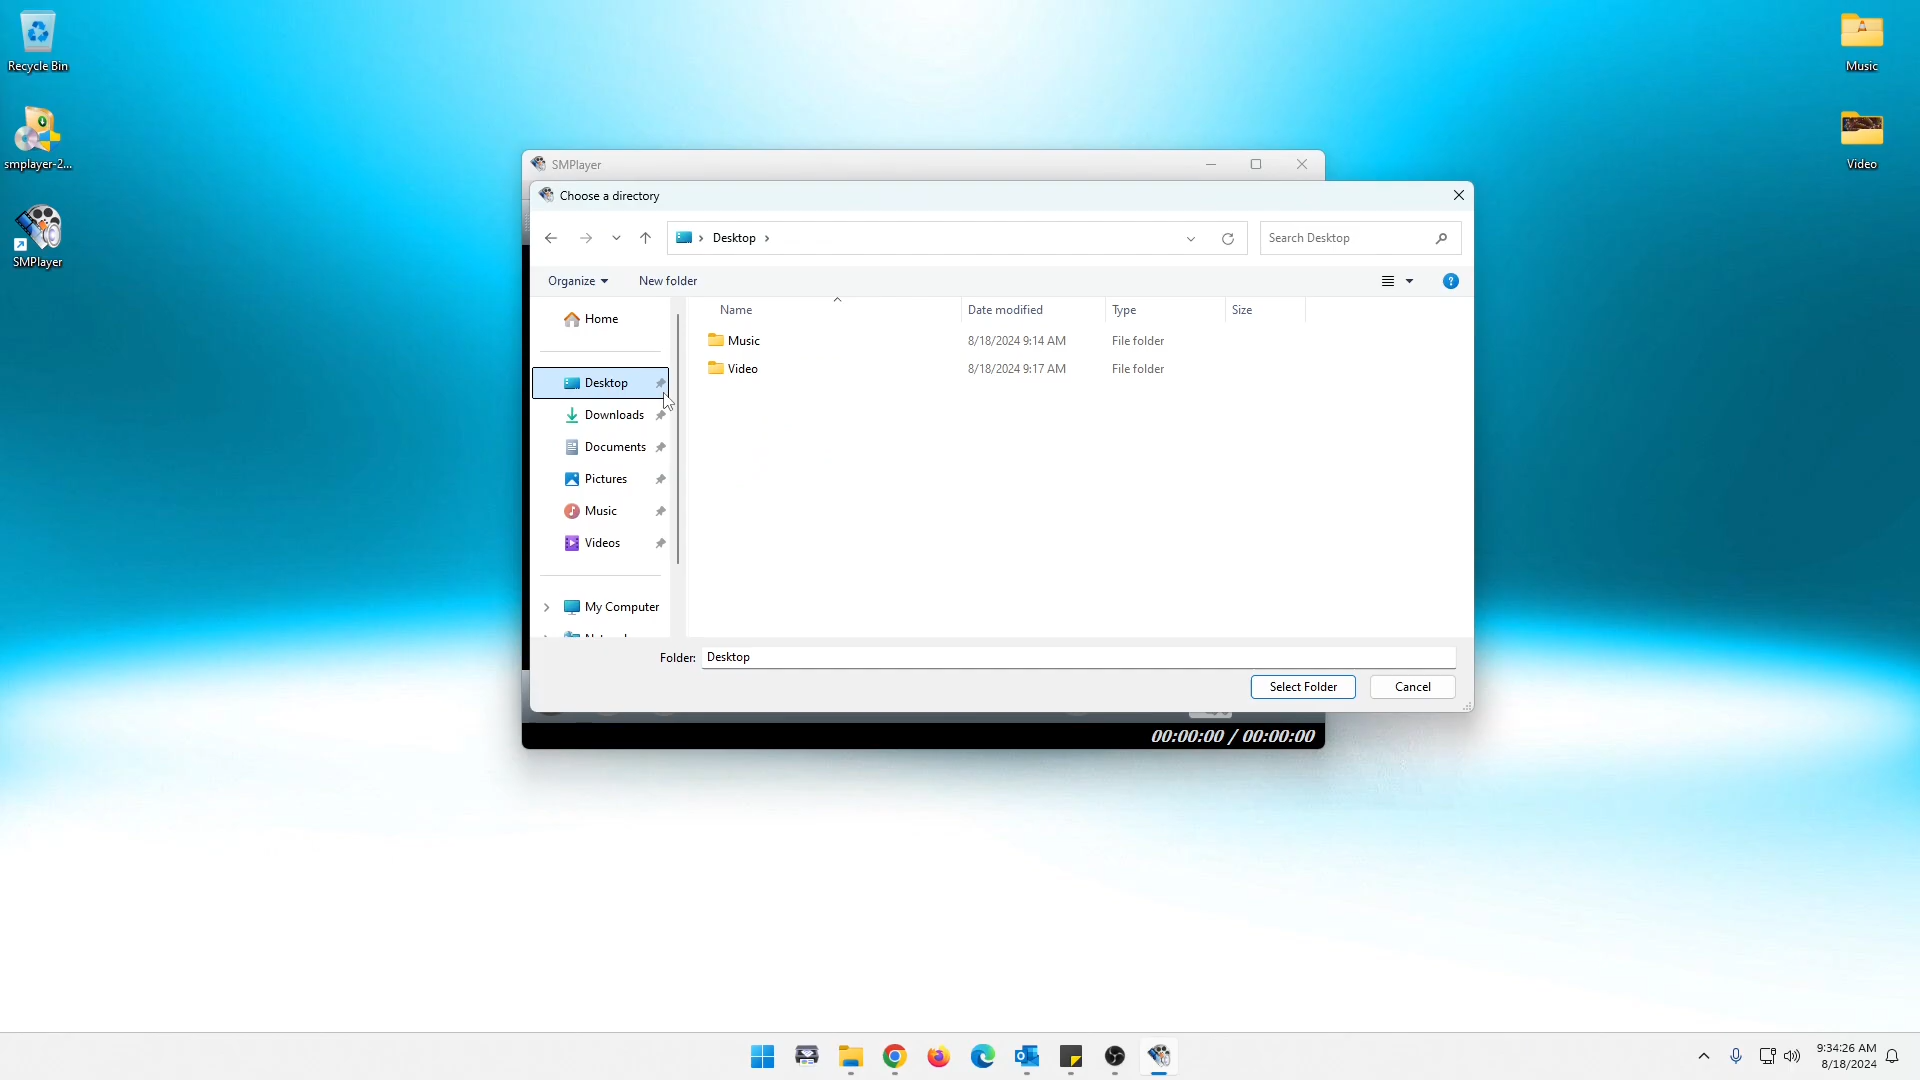 Recycle Bin
smplayer-2...
SMPlayer
Music
Video
SMPlayer
Choose a directory
Desktop
Search Desktop
Organize
New folder
Name
Date modified
Type
Size
Home
Desktop
Downloads
Documents
Pictures
Music
Videos
My Computer
Music 8/18/2024 9:14 AM File folder
Video 8/18/2024 9:17 AM File folder
Folder: Desktop
Select Folder
Cancel
00:00:00 / 00:00:00
9:34:26 AM
8/18/2024